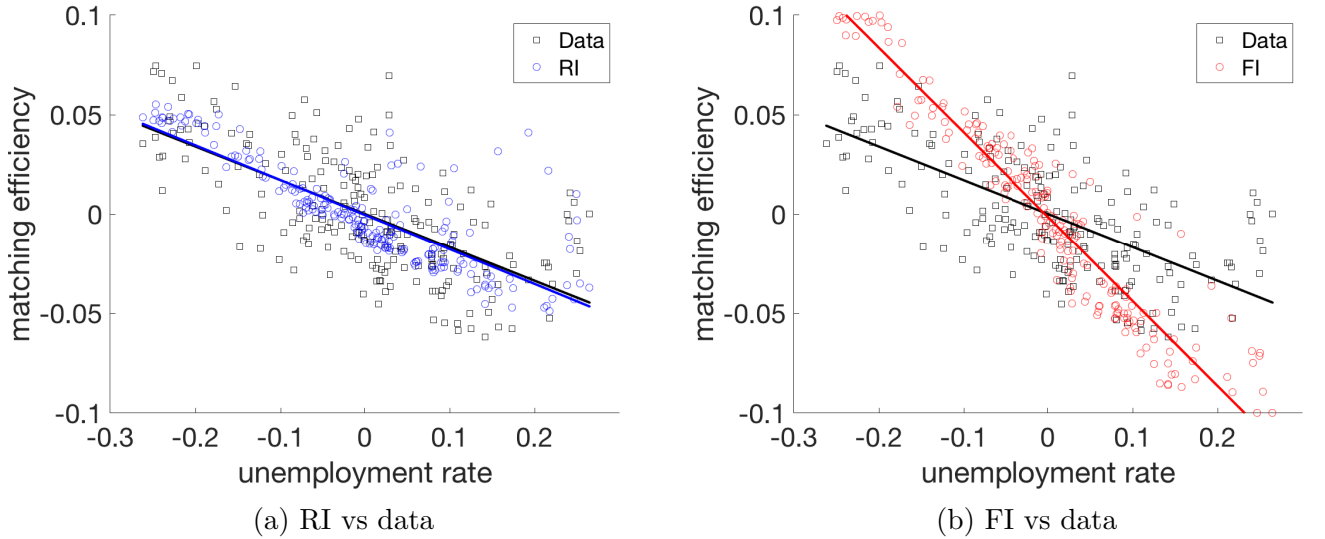 0.1
0.05
0
-0.05
-0.1
matching efficiency
Data
RI
-0.3
-0.2
-0.1
0
0.1
0.2
unemployment rate
(a) RI vs data
0.1
0.05
0
-0.05
-0.1
matching efficiency
Data
FI
-0.3
-0.2
-0.1
0
0.1
0.2
unemployment rate
(b) FI vs data